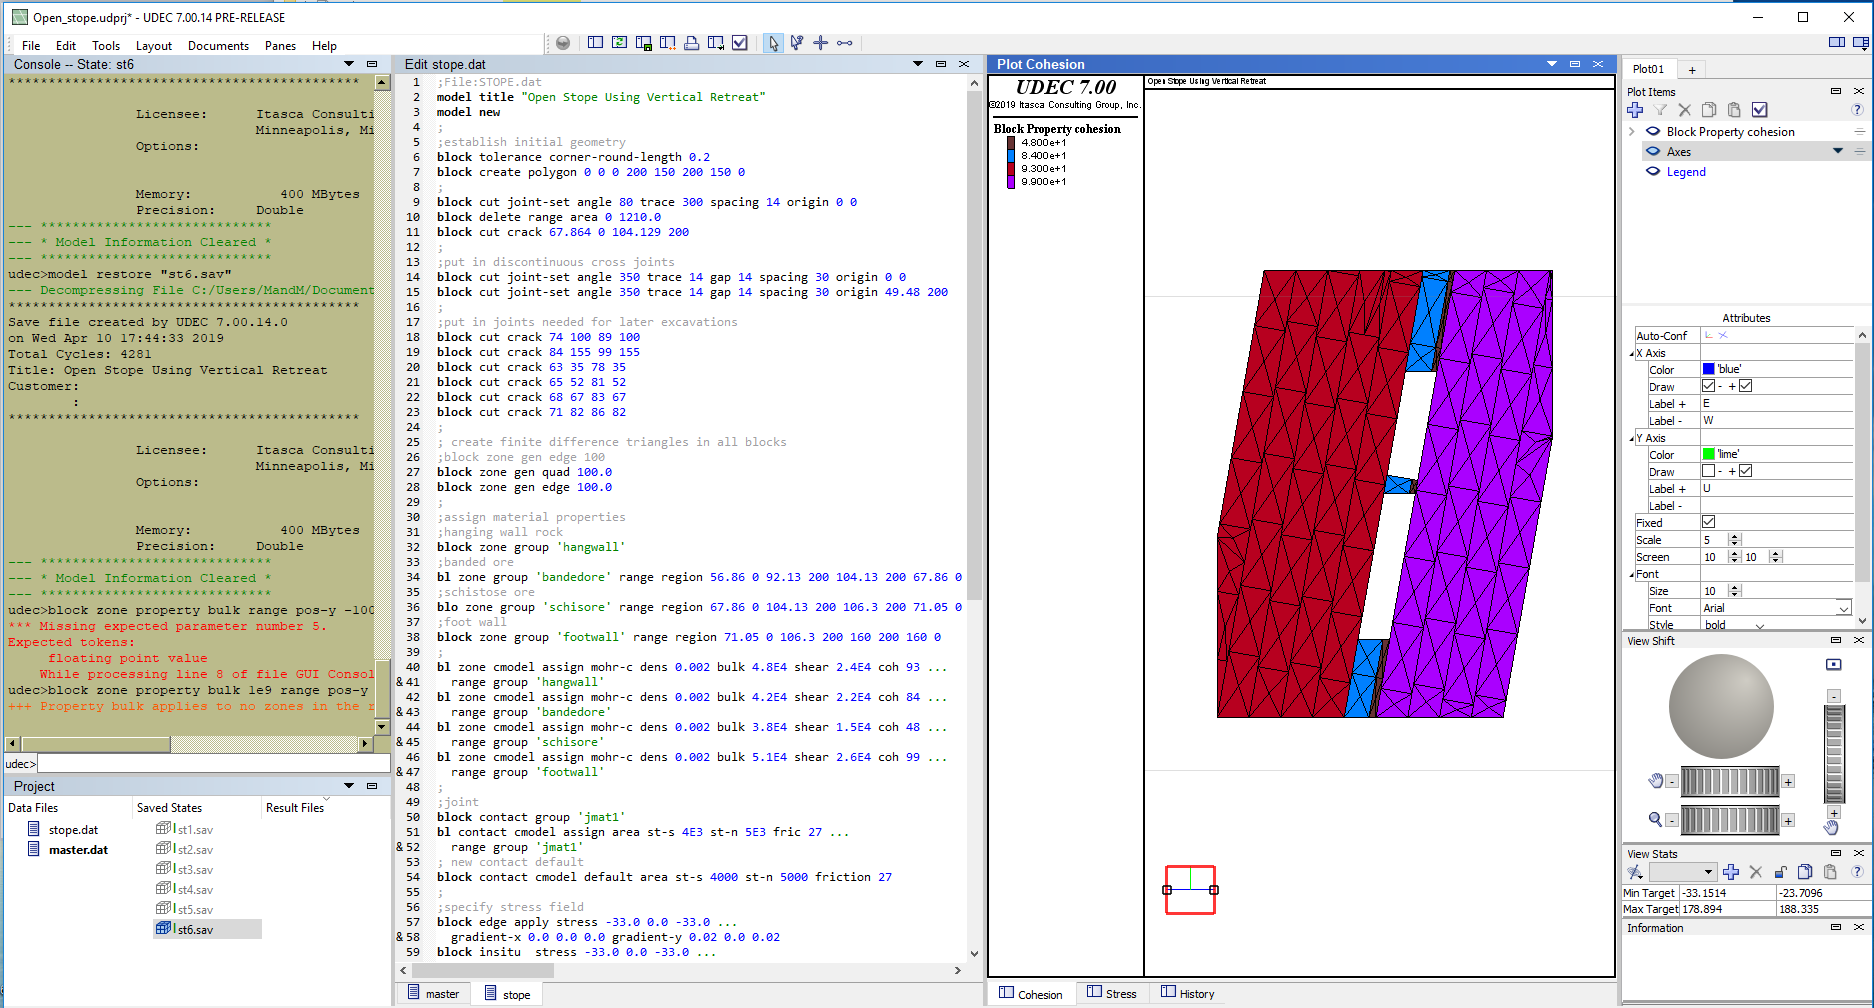 Open_stope.udprj* - UDEC 7.00.14 PRE-RELEASE
File Edit Tools Layout Documents Panes Help
Console -- State: st6
********************************************
Licensee: Itasca Consulti
Minneapolis, Mi
Options:
Memory: 400 MBytes
Precision: Double
--- *****************************
--- * Model Information Cleared *
--- *****************************
udec>model restore "st6.sav"
--- Decompressing File C:/Users/MandM/Document
********************************************
Save file created by UDEC 7.00.14.0
on Wed Apr 10 17:44:33 2019
Total Cycles: 4281
Title: Open Stope Using Vertical Retreat
Customer:
:
********************************************
Licensee: Itasca Consulti
Minneapolis, Mi
Options:
Memory: 400 MBytes
Precision: Double
--- *****************************
--- * Model Information Cleared *
--- *****************************
udec>block zone property bulk range pos-y -100
*** Missing expected parameter number 5.
Expected tokens:
floating point value
While processing line 8 of file GUI Consol
udec>block zone property bulk 1e9 range pos-y
+++ Property bulk applies to no zones in the r
udec>
Project
Data Files Saved States Result Files
stope.dat
master.dat
st1.sav
st2.sav
st3.sav
st4.sav
st5.sav
st6.sav
Edit stope.dat
1 ;File:STOPE.dat
2 model title "Open Stope Using Vertical Retreat"
3 model new
4 ;
5 ;establish initial geometry
6 block tolerance corner-round-length 0.2
7 block create polygon 0 0 0 200 150 200 150 0
8 ;
9 block cut joint-set angle 80 trace 300 spacing 14 origin 0 0
10 block delete range area 0 1210.0
11 block cut crack 67.864 0 104.129 200
12 ;
13 ;put in discontinuous cross joints
14 block cut joint-set angle 350 trace 14 gap 14 spacing 30 origin 0 0
15 block cut joint-set angle 350 trace 14 gap 14 spacing 30 origin 49.48 200
16 ;
17 ;put in joints needed for later excavations
18 block cut crack 74 100 89 100
19 block cut crack 84 155 99 155
20 block cut crack 63 35 78 35
21 block cut crack 65 52 81 52
22 block cut crack 68 67 83 67
23 block cut crack 71 82 86 82
24 ;
25 ; create finite difference triangles in all blocks
26 ;block zone gen edge 100
27 block zone gen quad 100.0
28 block zone gen edge 100.0
29 ;
30 ;assign material properties
31 ;hanging wall rock
32 block zone group 'hangwall'
33 ;banded ore
34 bl zone group 'bandedore' range region 56.86 0 92.13 200 104.13 200 67.86 0
35 ;schistose ore
36 blo zone group 'schisore' range region 67.86 0 104.13 200 106.3 200 71.05 0
37 ;foot wall
38 block zone group 'footwall' range region 71.05 0 106.3 200 160 200 160 0
39 ;
40 bl zone cmodel assign mohr-c dens 0.002 bulk 4.8E4 shear 2.4E4 coh 93 ...
&41 range group 'hangwall'
42 bl zone cmodel assign mohr-c dens 0.002 bulk 4.2E4 shear 2.2E4 coh 84 ...
&43 range group 'bandedore'
44 bl zone cmodel assign mohr-c dens 0.002 bulk 3.8E4 shear 1.5E4 coh 48 ...
&45 range group 'schisore'
46 bl zone cmodel assign mohr-c dens 0.002 bulk 5.1E4 shear 2.6E4 coh 99 ...
&47 range group 'footwall'
48 ;
49 ;joint
50 block contact group 'jmat1'
51 bl contact cmodel assign area st-s 4E3 st-n 5E3 fric 27 ...
&52 range group 'jmat1'
53 ; new contact default
54 block contact cmodel default area st-s 4000 st-n 5000 friction 27
55 ;
56 ;specify stress field
57 block edge apply stress -33.0 0.0 -33.0 ...
&58 gradient-x 0.0 0.0 0.0 gradient-y 0.02 0.0 0.02
59 block insitu stress -33.0 0.0 -33.0 ...
master stope
Plot Cohesion
UDEC 7.00
©2019 Itasca Consulting Group, Inc.
Block Property cohesion
4.800e+1
8.400e+1
9.300e+1
9.900e+1
Open Stope Using Vertical Retreat
Cohesion Stress History
Plot01 +
Plot Items
Block Property cohesion
Axes
Legend
Attributes
Auto-Conf
X Axis
Color 'blue'
Draw - +
Label + E
Label - W
Y Axis
Color 'lime'
Draw - +
Label + U
Label -
Fixed
Scale 5
Screen 10 10
Font
Size 10
Font Arial
Style bold
View Shift
View Stats
Min Target -33.1514 -23.7096
Max Target 178.894 188.335
Information